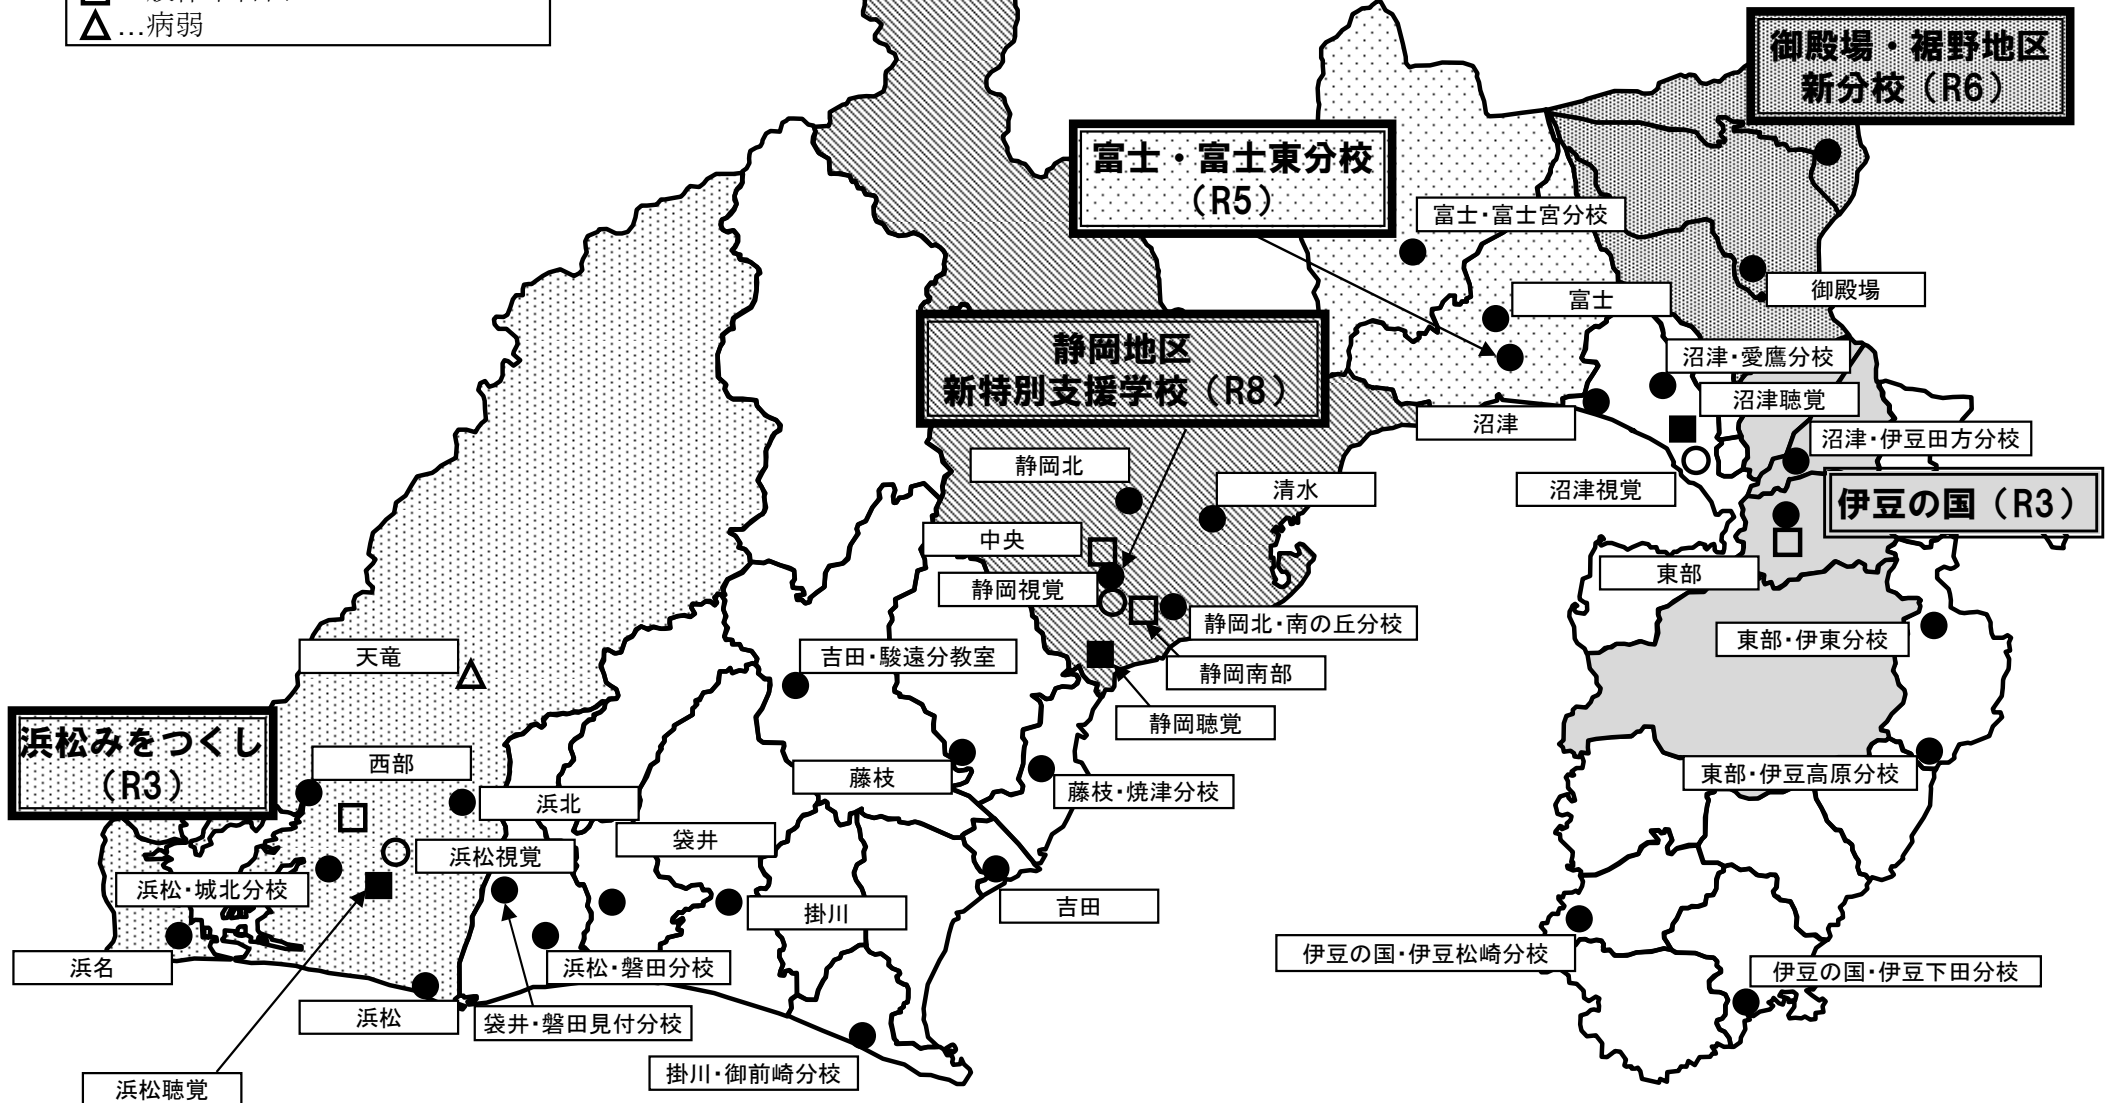 …病弱
御殿場・裾野地区
新分校（R6）
富士・富士東分校
（R5）
富士・富士宮分校
御殿場
富士
静岡地区
新特別支援学校（R8）
沼津・愛鷹分校
沼津聴覚
沼津
沼津・伊豆田方分校
静岡北
清水
沼津視覚
伊豆の国（R3）
中央
東部
静岡視覚
静岡北・南の丘分校
東部・伊東分校
天竜
吉田・駿遠分教室
静岡南部
静岡聴覚
浜松みをつくし
（R3）
西部
藤枝
東部・伊豆高原分校
浜北
藤枝・焼津分校
袋井
浜松視覚
浜松・城北分校
掛川
吉田
伊豆の国・伊豆松崎分校
浜名
浜松・磐田分校
伊豆の国・伊豆下田分校
浜松
袋井・磐田見付分校
掛川・御前崎分校
浜松聴覚